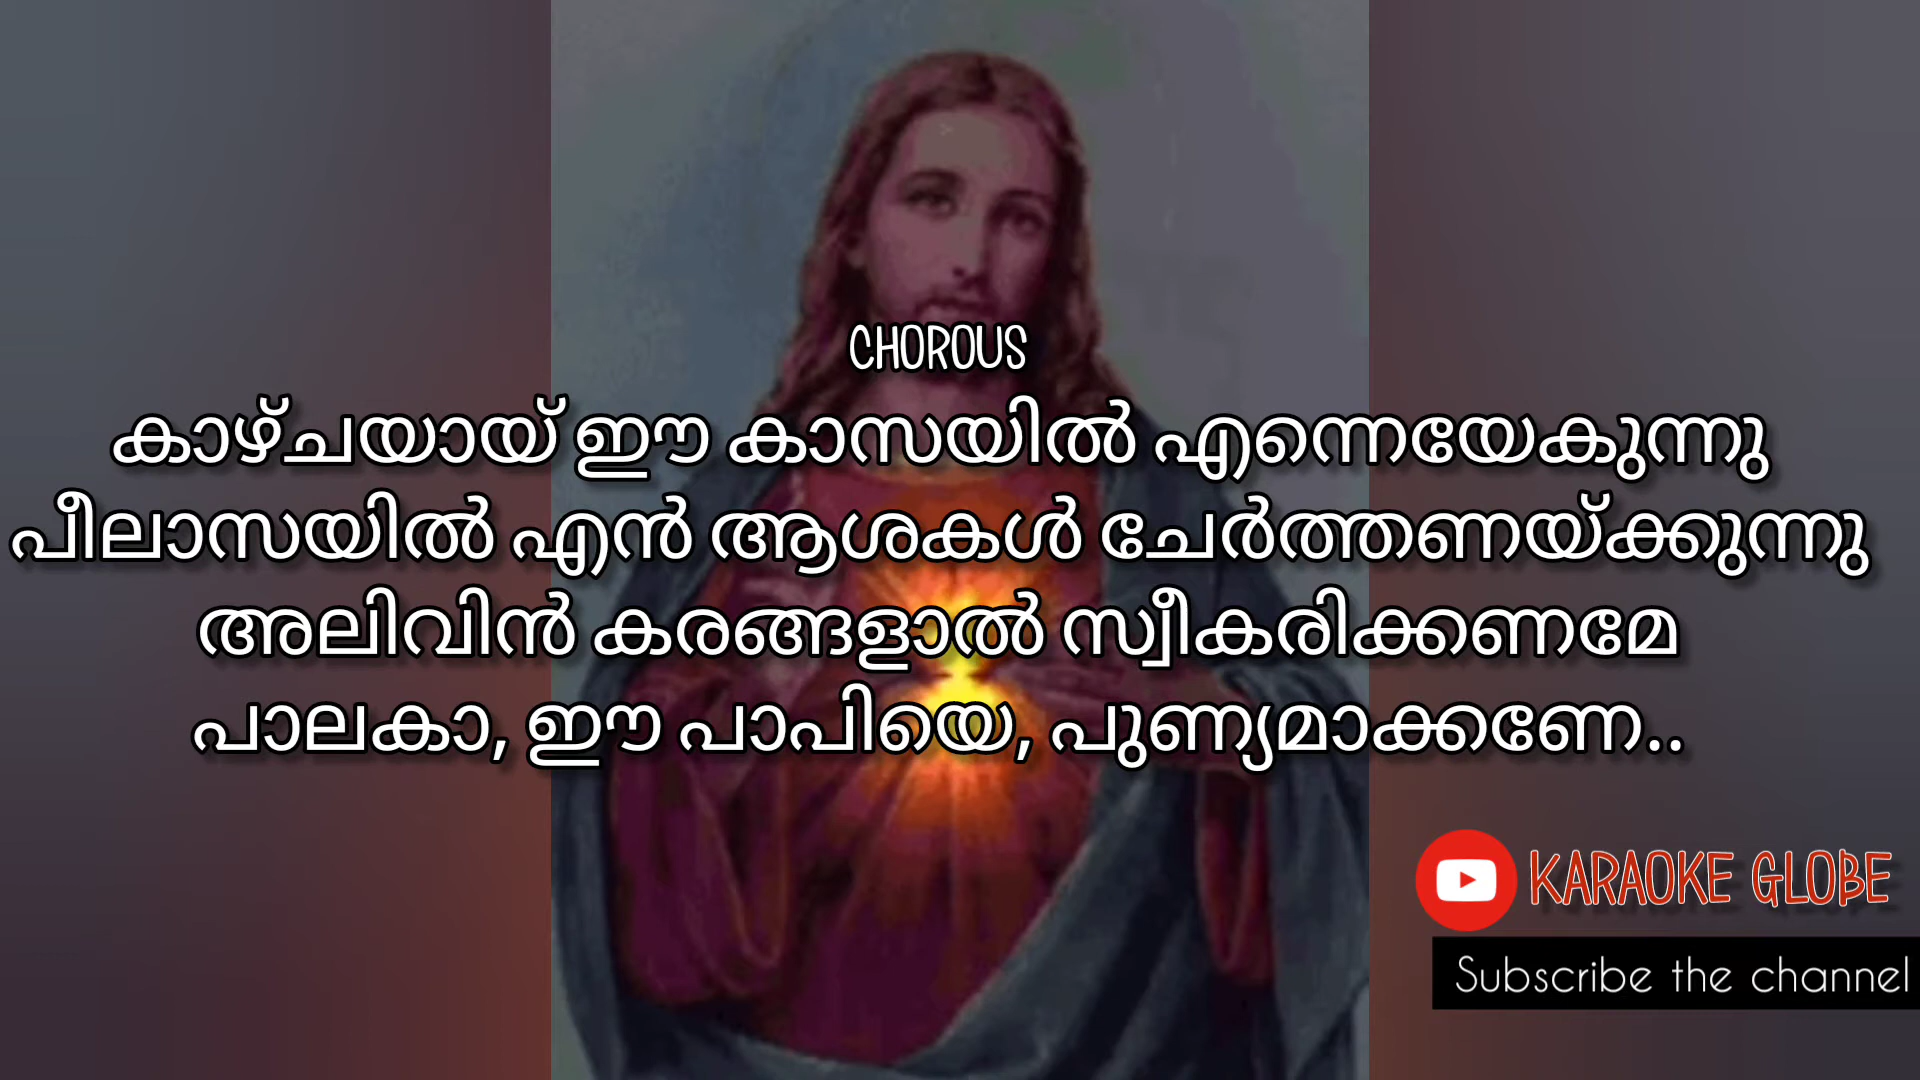 CHOROUS
കാഴ്ചയായ് ഈ കാസയിൽ എന്നെയേകുന്നു
പീലാസയിൽ എൻ ആശകൾ ചേർത്തണയ്ക്കുന്നു
അലിവിൻ കരങ്ങളാൽ സ്വീകരിക്കണമേ
പാലകാ, ഈ പാപിയെ, പുണ്യമാക്കണേ..
KARAOKE GLOBE
Subscribe the channel